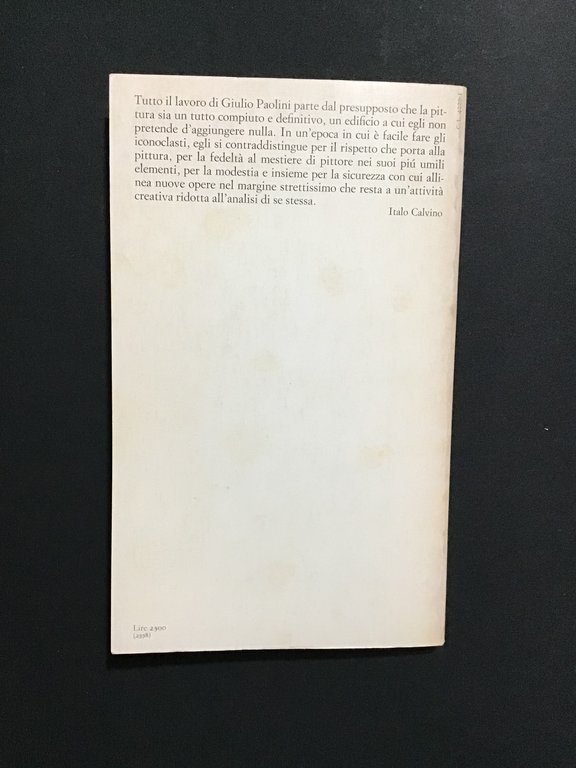 Tutto il lavoro di Giulio Paolini parte dal presupposto che la pit-
tura sia un tutto compiuto e definitivo, un edificio a cui egli non
pretende d'aggiungere nulla. In un'epoca in cui è facile fare gli
iconoclasti, egli si contraddistingue per il rispetto che porta alla
pittura, per la fedeltà al mestiere di pittore nei suoi piú umili
elementi, per la modestia e insieme per la sicurezza con cui alli-
nea nuove opere nel margine strettissimo che resta a un'attività
creativa ridotta all'analisi di se stessa.
Italo Calvino
Lire 2500